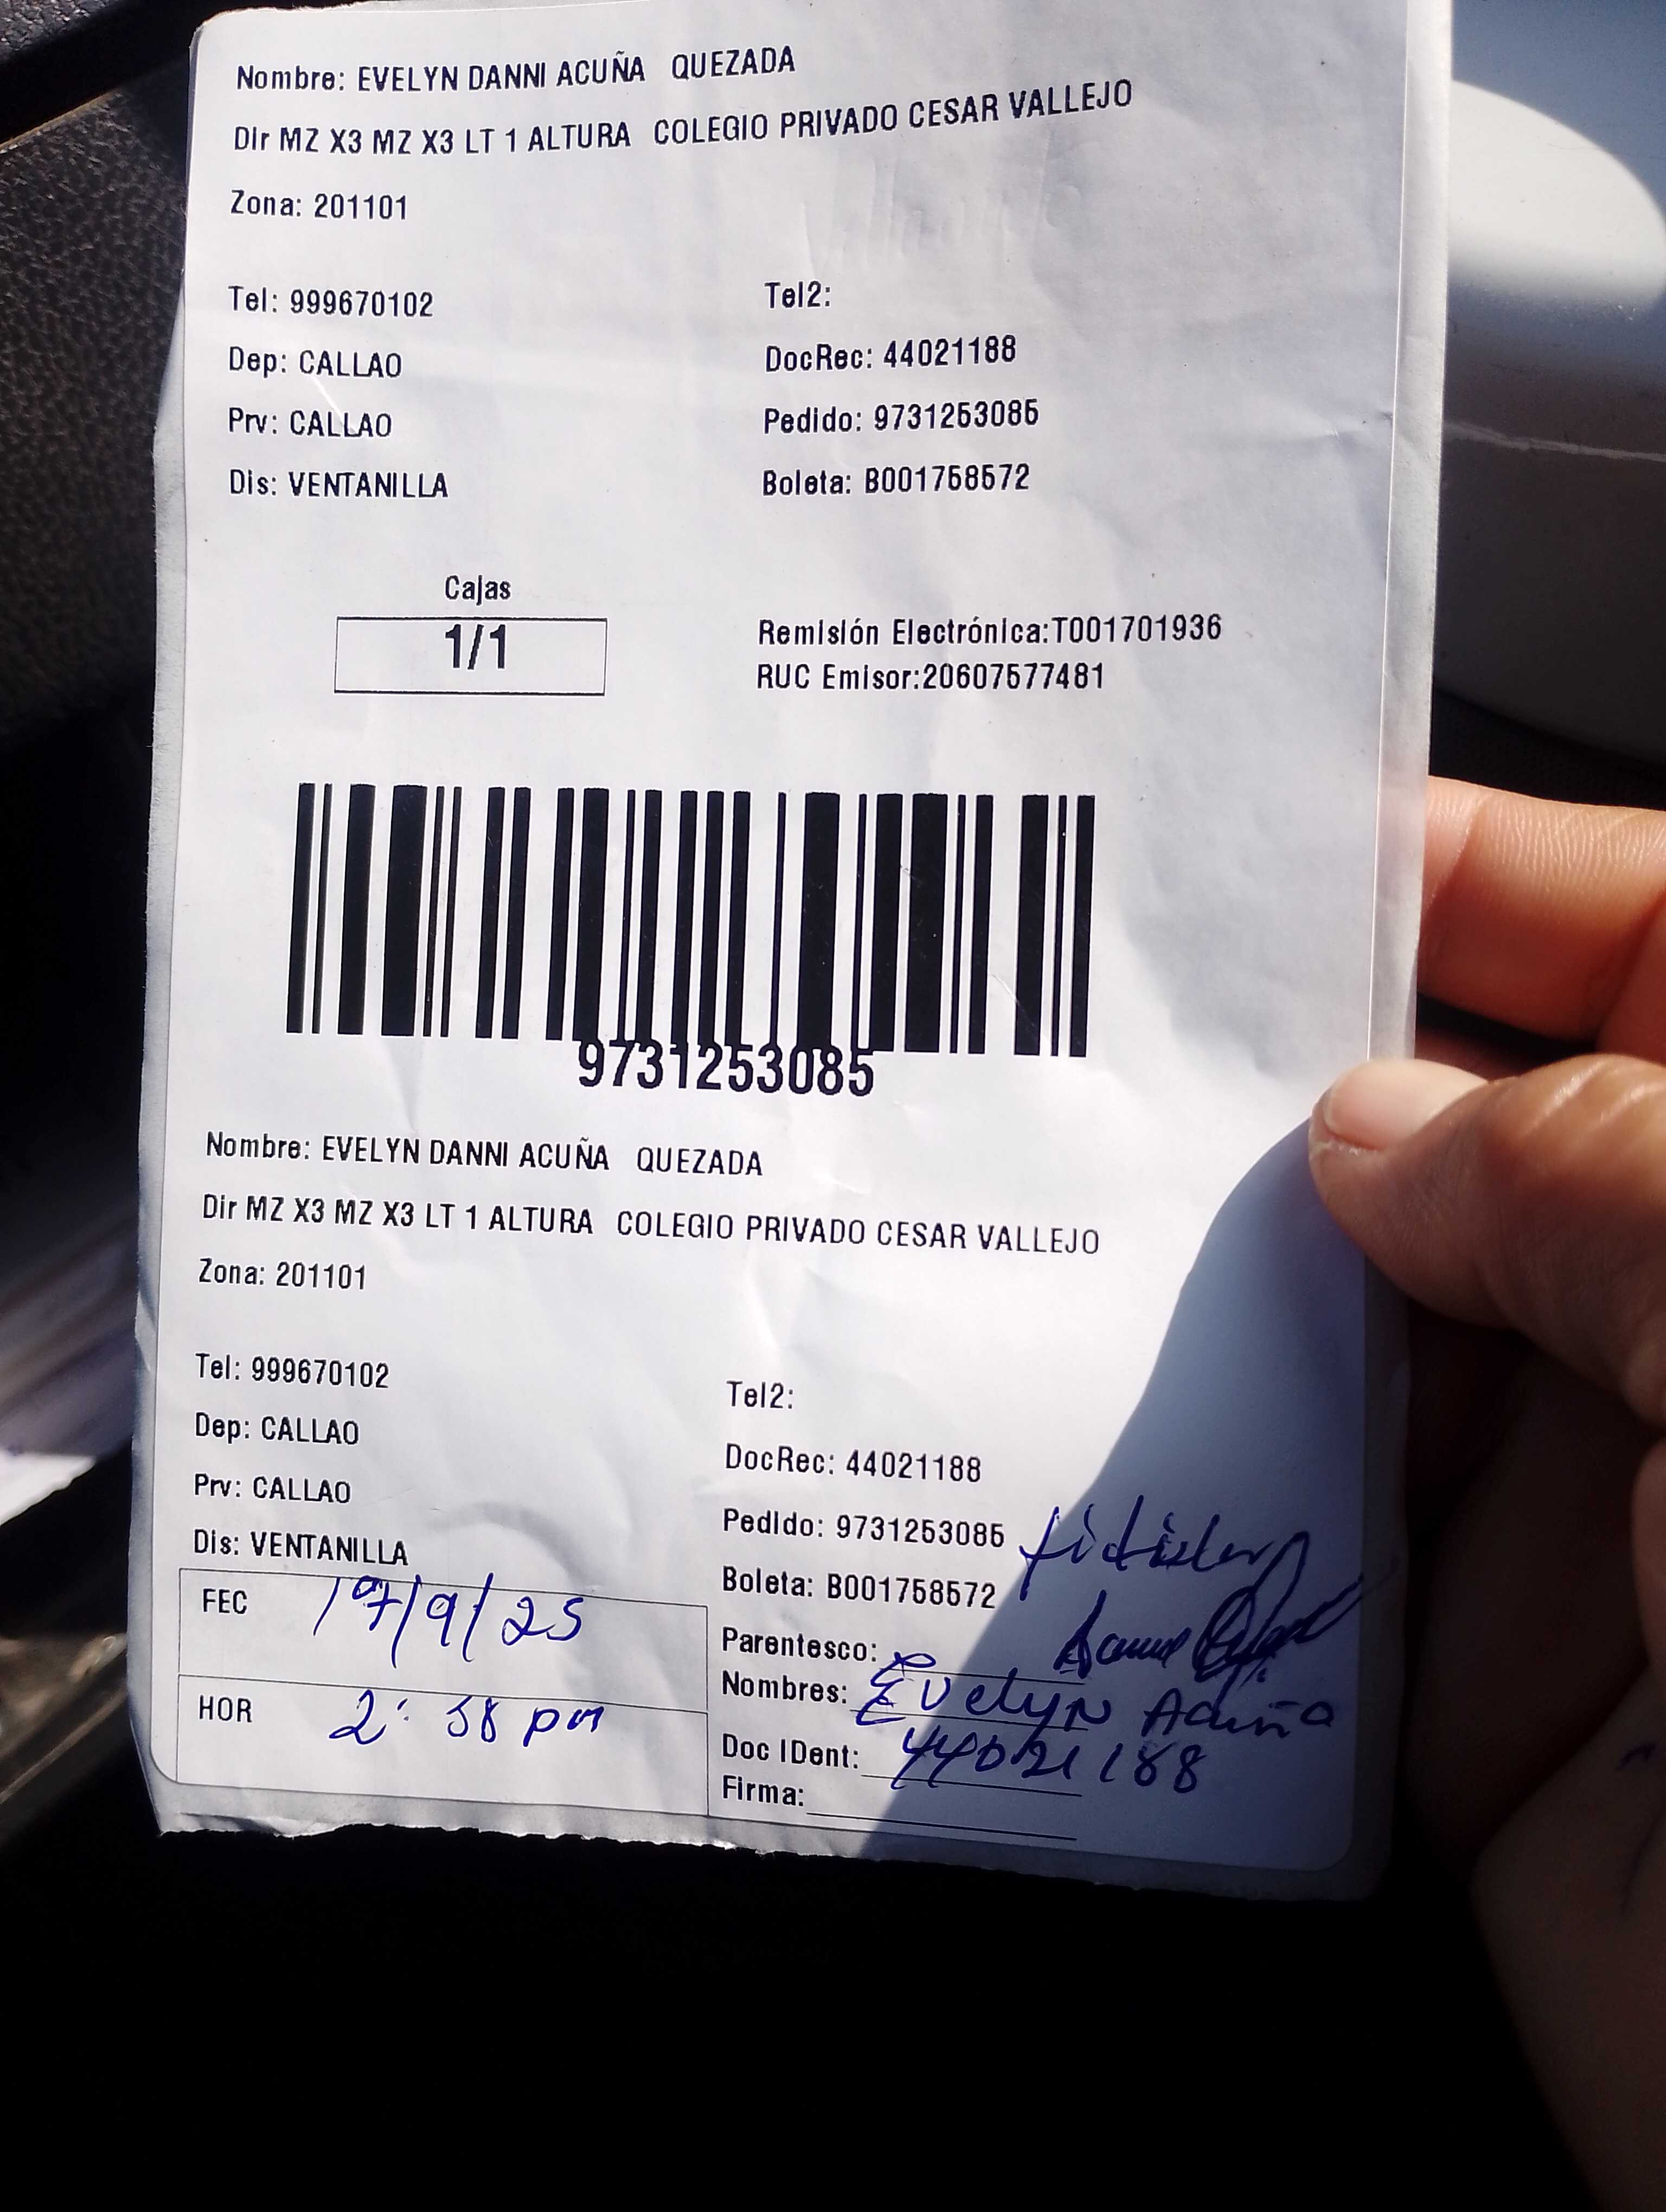 Nombre: EVELYN DANNI ACUÑA QUEZADA
Dir MZ X3 MZ X3 LT 1 ALTURA COLEGIO PRIVADO CESAR VALLEJO
Zona: 201101
Tel: 999670102 Tel2:
Dep: CALLAO DocRec: 44021188
Prv: CALLAO Pedido: 9731253085
Dis: VENTANILLA Boleta: B001758572
Cajas
1/1
Remisión Electrónica:T001701936
RUC Emisor:20607577481
9731253085
Nombre: EVELYN DANNI ACUÑA QUEZADA
Dir MZ X3 MZ X3 LT 1 ALTURA COLEGIO PRIVADO CESAR VALLEJO
Zona: 201101
Tel: 999670102 Tel2:
Dep: CALLAO DocRec: 44021188
Prv: CALLAO Pedido: 9731253085
Dis: VENTANILLA Boleta: B001758572
FEC 17/9/25
HOR 2:58 pm
Parentesco:
Nombres: Evelyn Acuña
Doc IDent: 44021188
Firma: